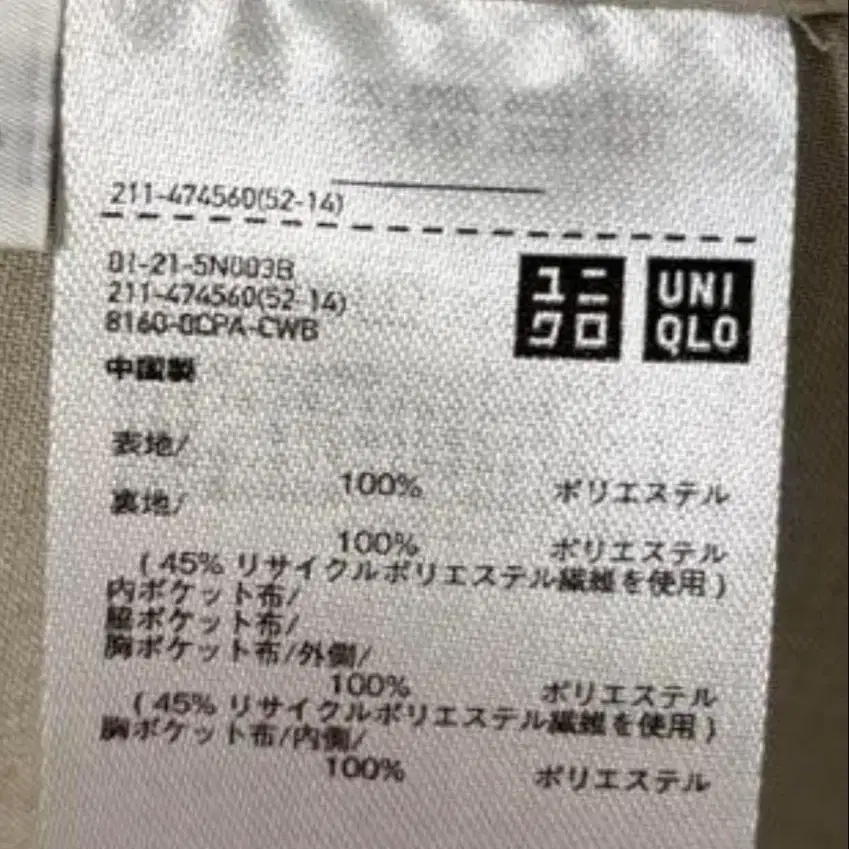 211-474560(52-14)
01-21-5N003B
211-474560(52-14)
8160-0CPA-CWB
ユニ
クロ
UNI
QLO
中国製
表地/
100% ポリエステル
裏地/
100% ポリエステル
(45% リサイクルポリエステル繊維を使用)
内ポケット布/
脇ポケット布/
胸ポケット布/外側/
100% ポリエステル
(45% リサイクルポリエステル繊維を使用)
胸ポケット布/内側/
100% ポリエステル